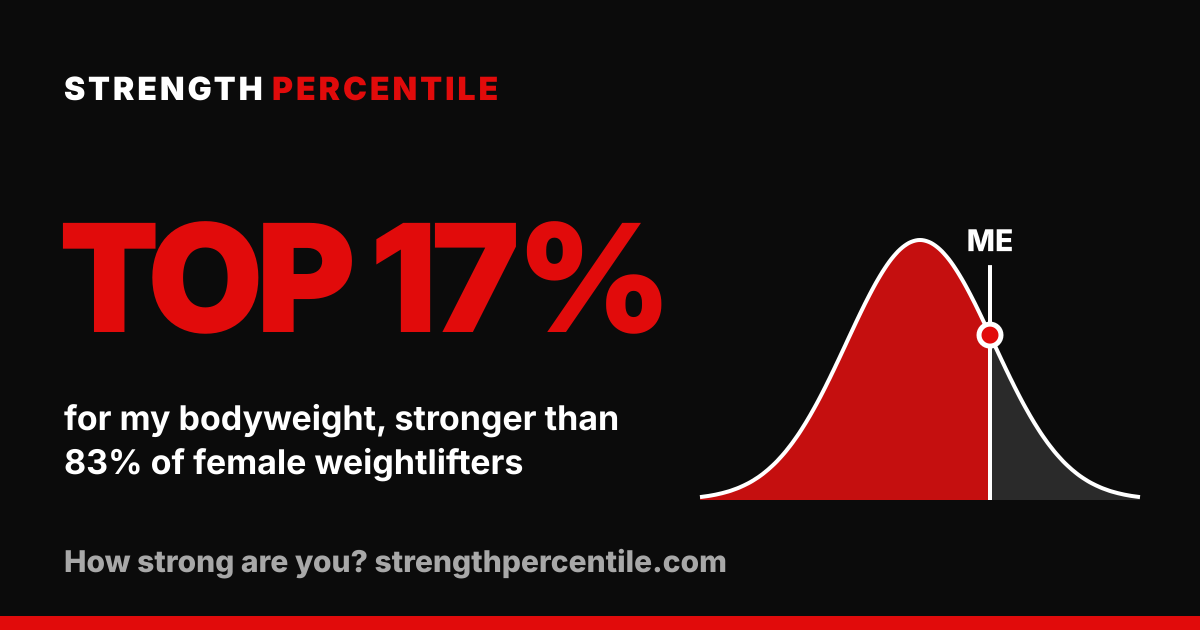 STRENGTH PERCENTILE
TOP 17%
ME
for my bodyweight, stronger than
83% of female weightlifters
How strong are you? strengthpercentile.com